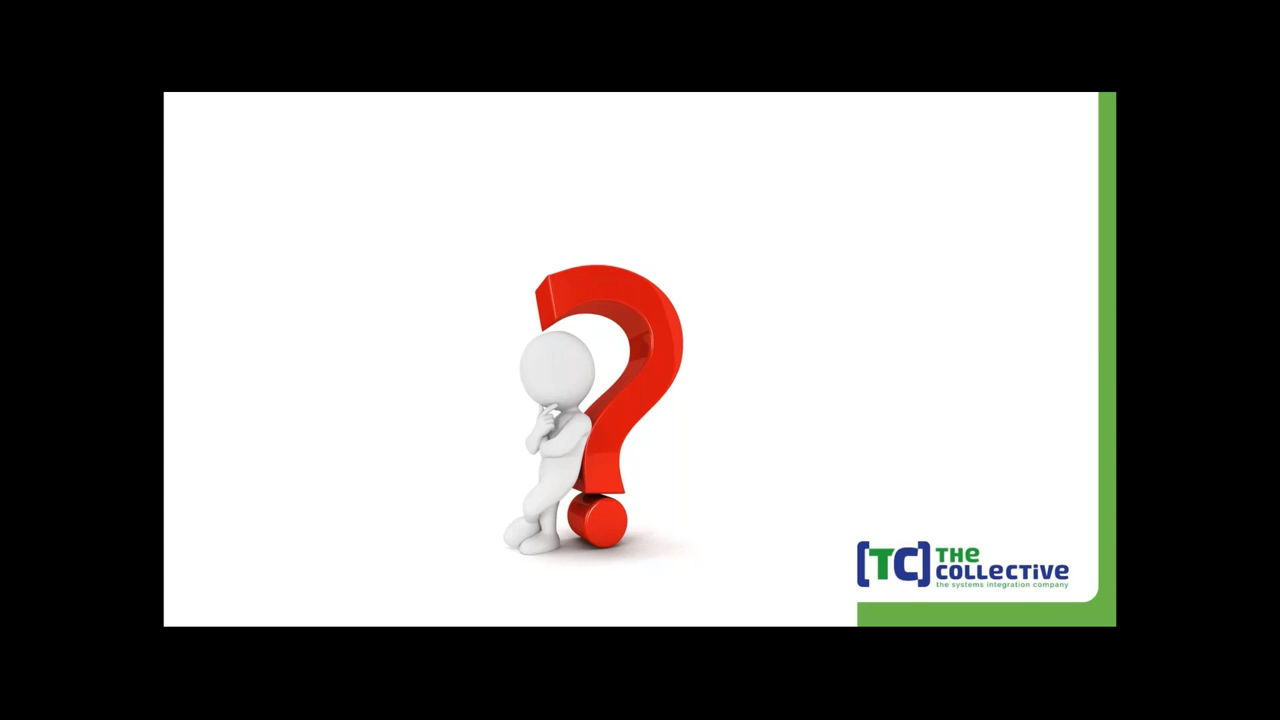 [TC] THE
COLLECTIVE
the systems integration company